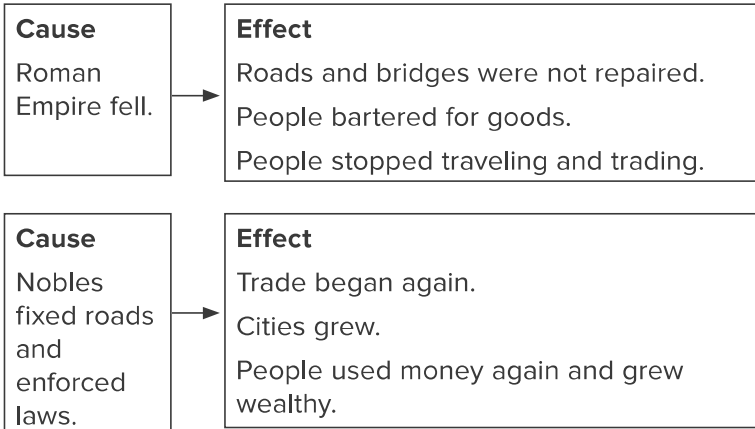 Cause
Roman
Empire fell.
Effect
Roads and bridges were not repaired.
People bartered for goods.
People stopped traveling and trading.
Cause
Nobles
fixed roads
and
enforced
laws.
Effect
Trade began again.
Cities grew.
People used money again and grew
wealthy.